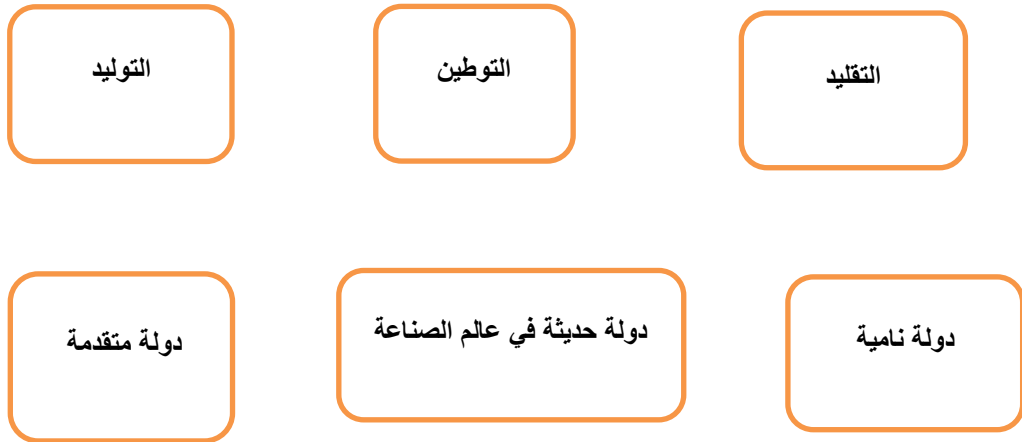 التقليد
التوطين
التوليد
دولة نامية
دولة حديثة في عالم الصناعة
دولة متقدمة